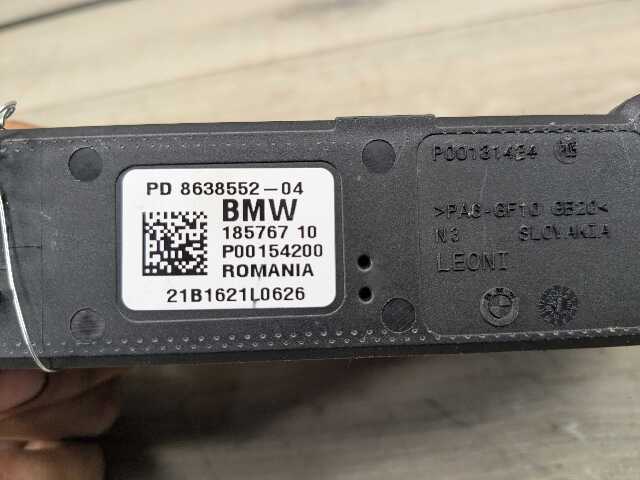 PD 8638552-04
BMW
185767 10
P00154200
ROMANIA
21B1621L0626
P00131424
>PA6-GF10 GB20<
N3 SLOVAKIA
LEONI